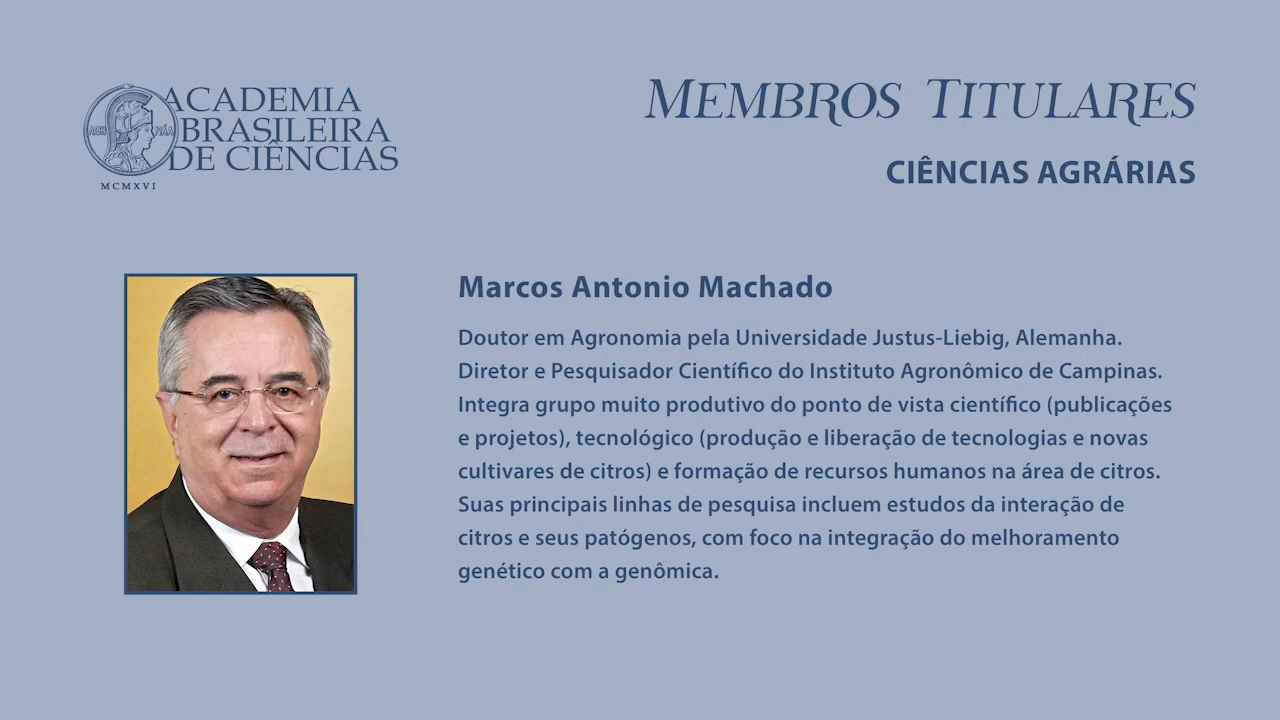 ACADEMIA
BRASILEIRA
DE CIÊNCIAS
MCMXVI
MEMBROS TITULARES
CIÊNCIAS AGRÁRIAS
Marcos Antonio Machado
Doutor em Agronomia pela Universidade Justus-Liebig, Alemanha.
Diretor e Pesquisador Científico do Instituto Agronômico de Campinas.
Integra grupo muito produtivo do ponto de vista científico (publicações
e projetos), tecnológico (produção e liberação de tecnologias e novas
cultivares de citros) e formação de recursos humanos na área de citros.
Suas principais linhas de pesquisa incluem estudos da interação de
citros e seus patógenos, com foco na integração do melhoramento
genético com a genômica.